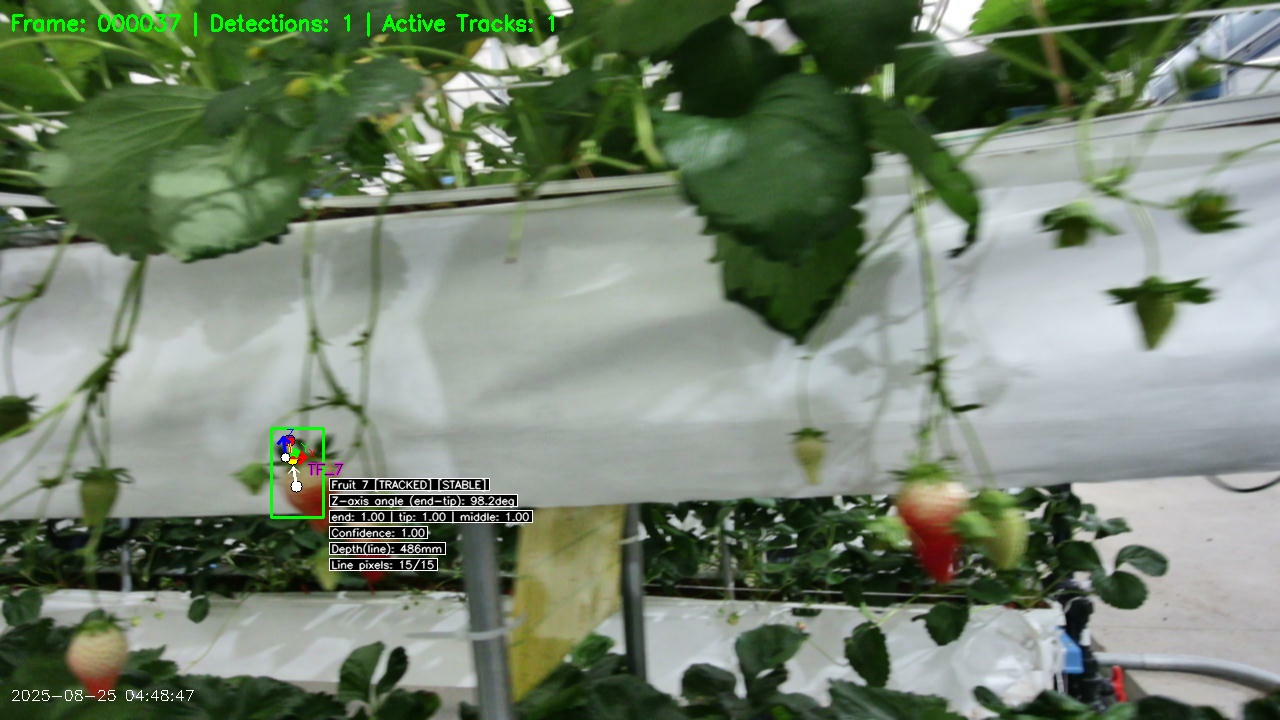 Frame: 000037 | Detections: 1 | Active Tracks: 1
Z
TF_7
Fruit 7 [TRACKED] [STABLE]
Z-axis angle (end-tip): 98.2deg
end: 1.00 | tip: 1.00 | middle: 1.00
Confidence: 1.00
Depth(line): 486mm
Line pixels: 15/15
2025-08-25 04:48:47